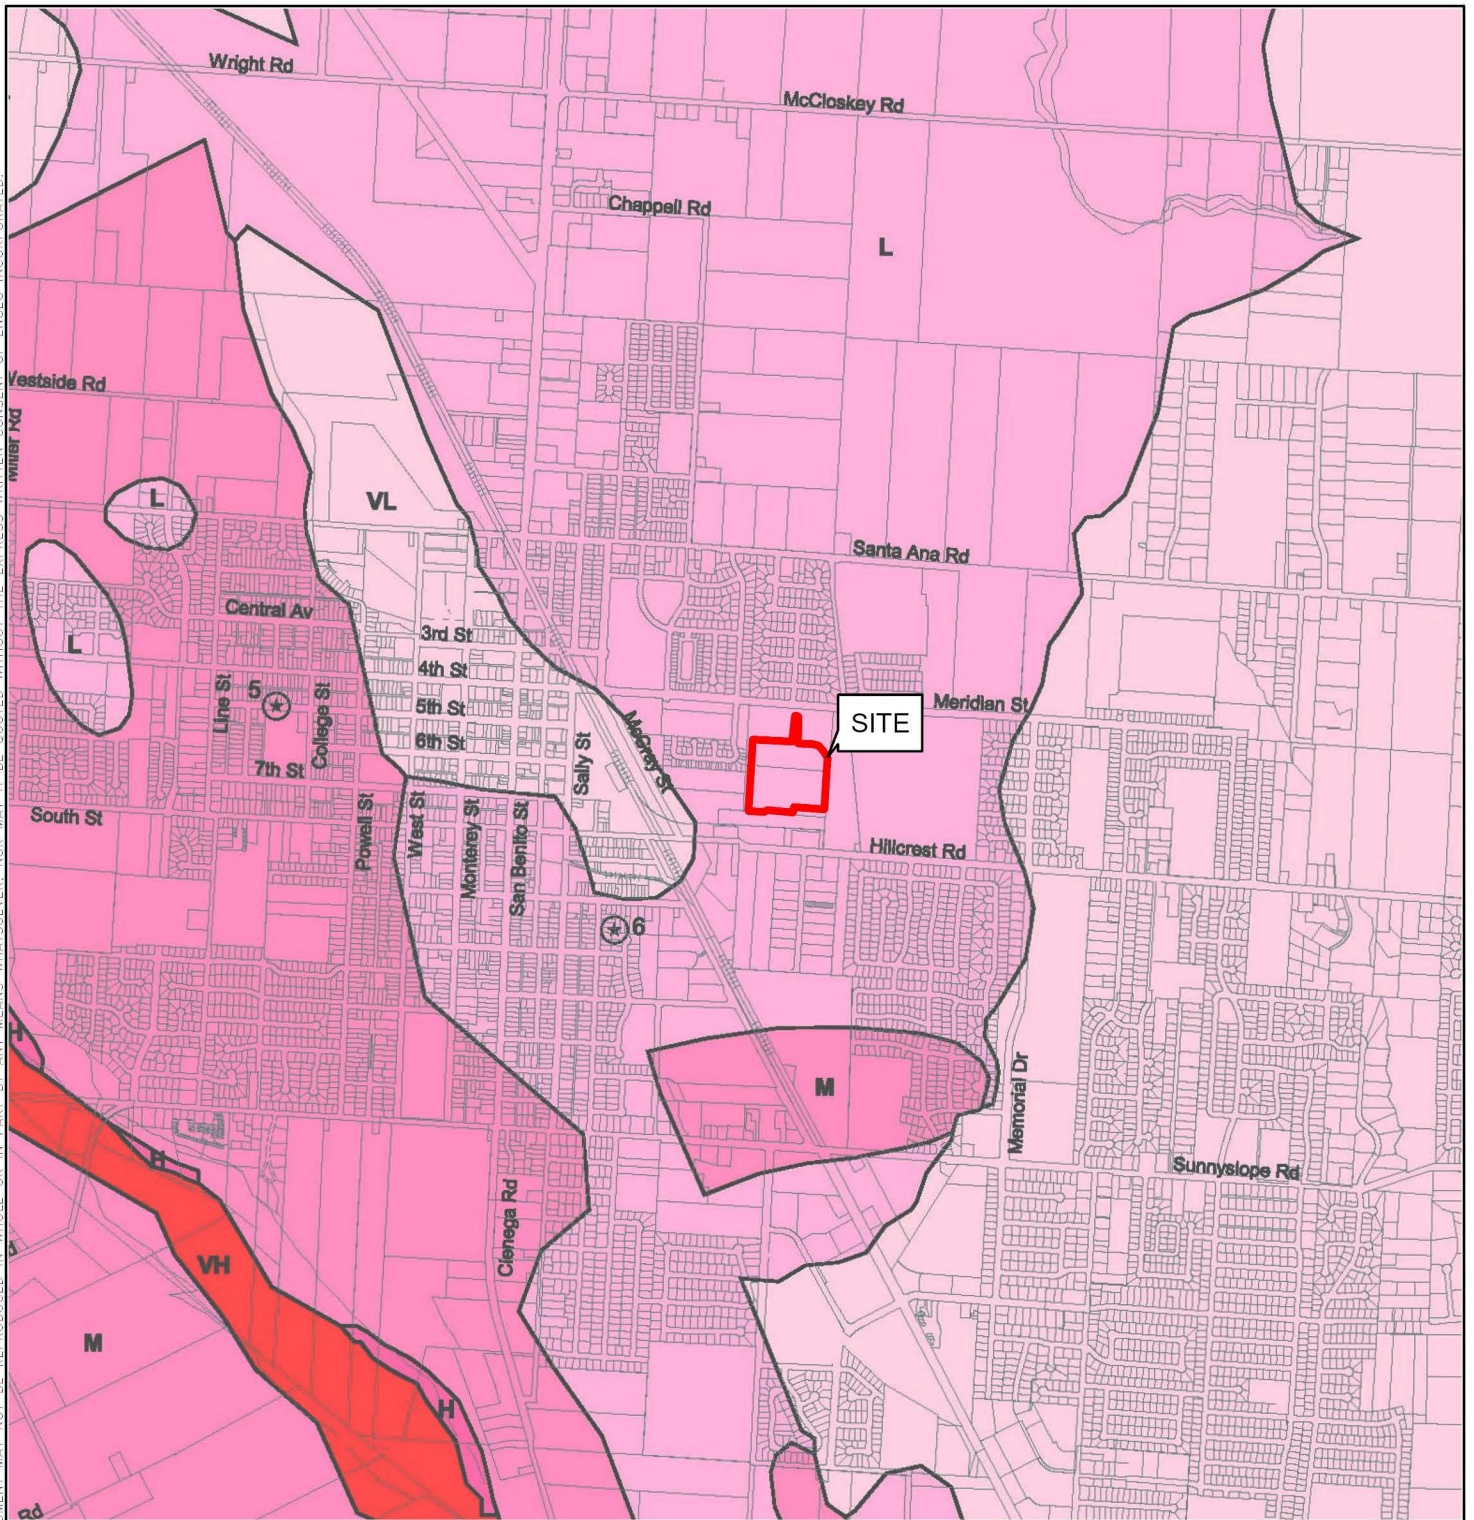 Wright Rd
McCloskey Rd
Chappell Rd
L
Westside Rd
Miller Rd
L
VL
Santa Ana Rd
Central Av
3rd St
L
4th St
5
Line St
College St
5th St
Meridian St
SITE
6th St
Sally St
McCray St
7th St
South St
Powell St
West St
Monterey St
San Benito St
Hillcrest Rd
6
H
M
Memorial Dr
H
Sunnyslope Rd
Cienega Rd
VH
M
H
Rd